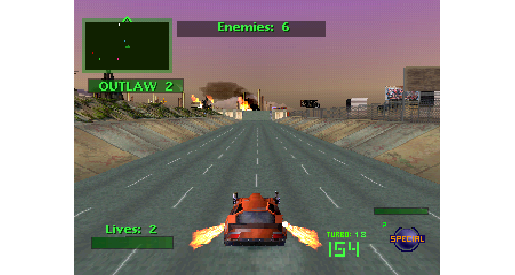 Enemies: 6
OUTLAW 2
Lives: 2
TURBO: 18
154
SPECIAL